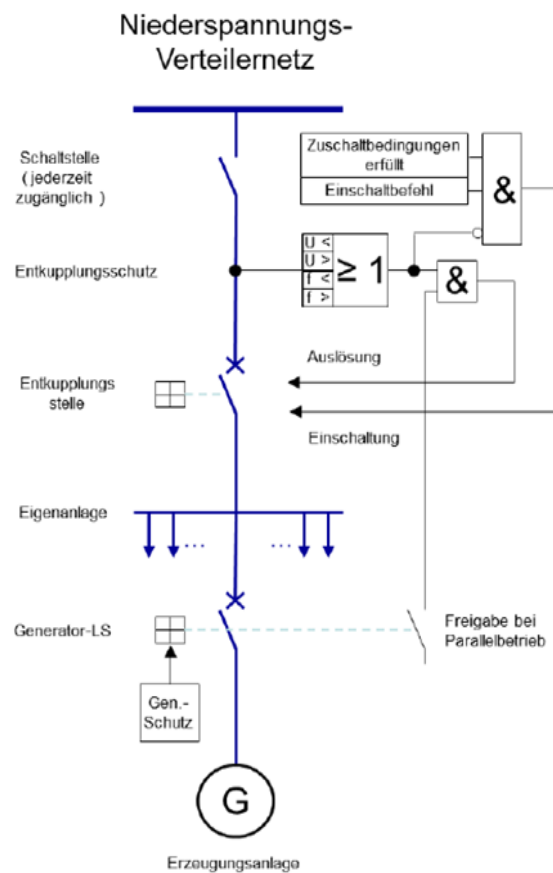 Niederspannungs-
Verteilernetz
Schaltstelle
( jederzeit
zugänglich )
Zuschaltbedingungen
erfüllt
Einschaltbefehl
&
Entkupplungsschutz
U <
U >
f <
f >
≥ 1
&
Auslösung
Entkupplungs
stelle
Einschaltung
Eigenanlage
... ...
Generator-LS
Freigabe bei
Parallelbetrieb
Gen.-
Schutz
G
Erzeugungsanlage